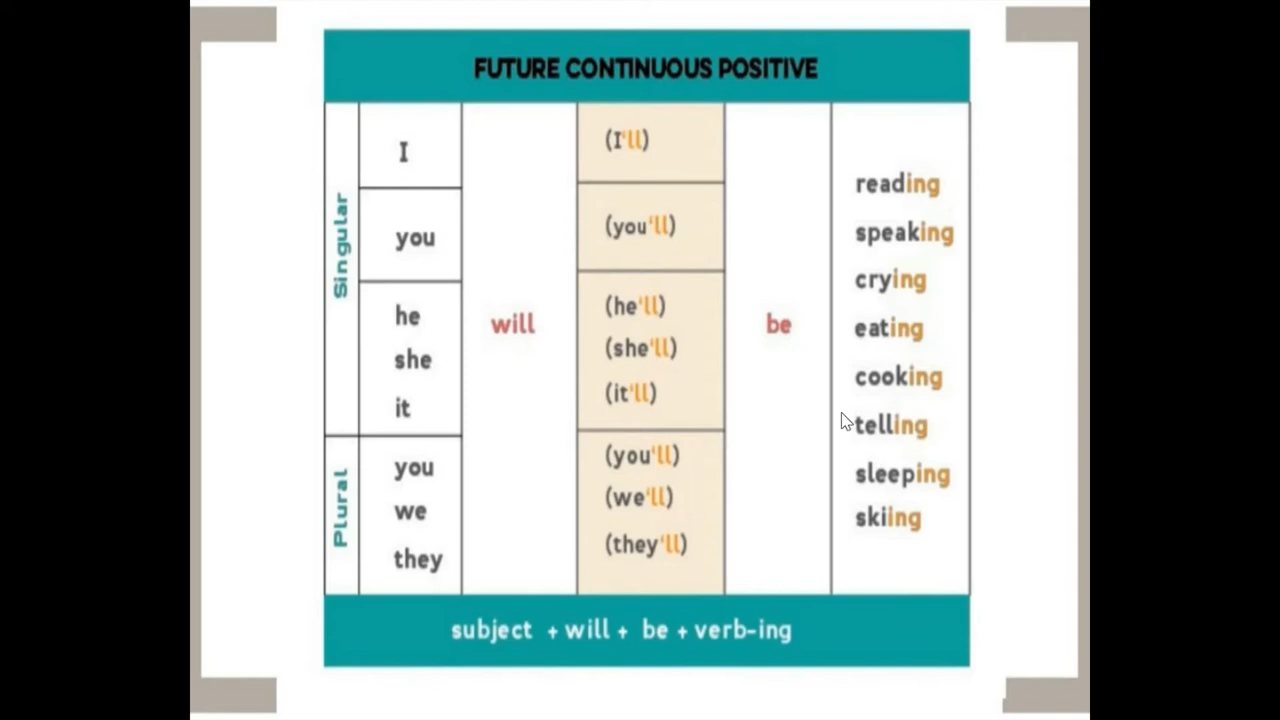 FUTURE CONTINUOUS POSITIVE
Singular
I
you
he
she
it
Plural
you
we
they
will
(I'll)
(you'll)
(he'll)
(she'll)
(it'll)
(you'll)
(we'll)
(they'll)
be
reading
speaking
crying
eating
cooking
telling
sleeping
skiing
subject + will + be + verb-ing